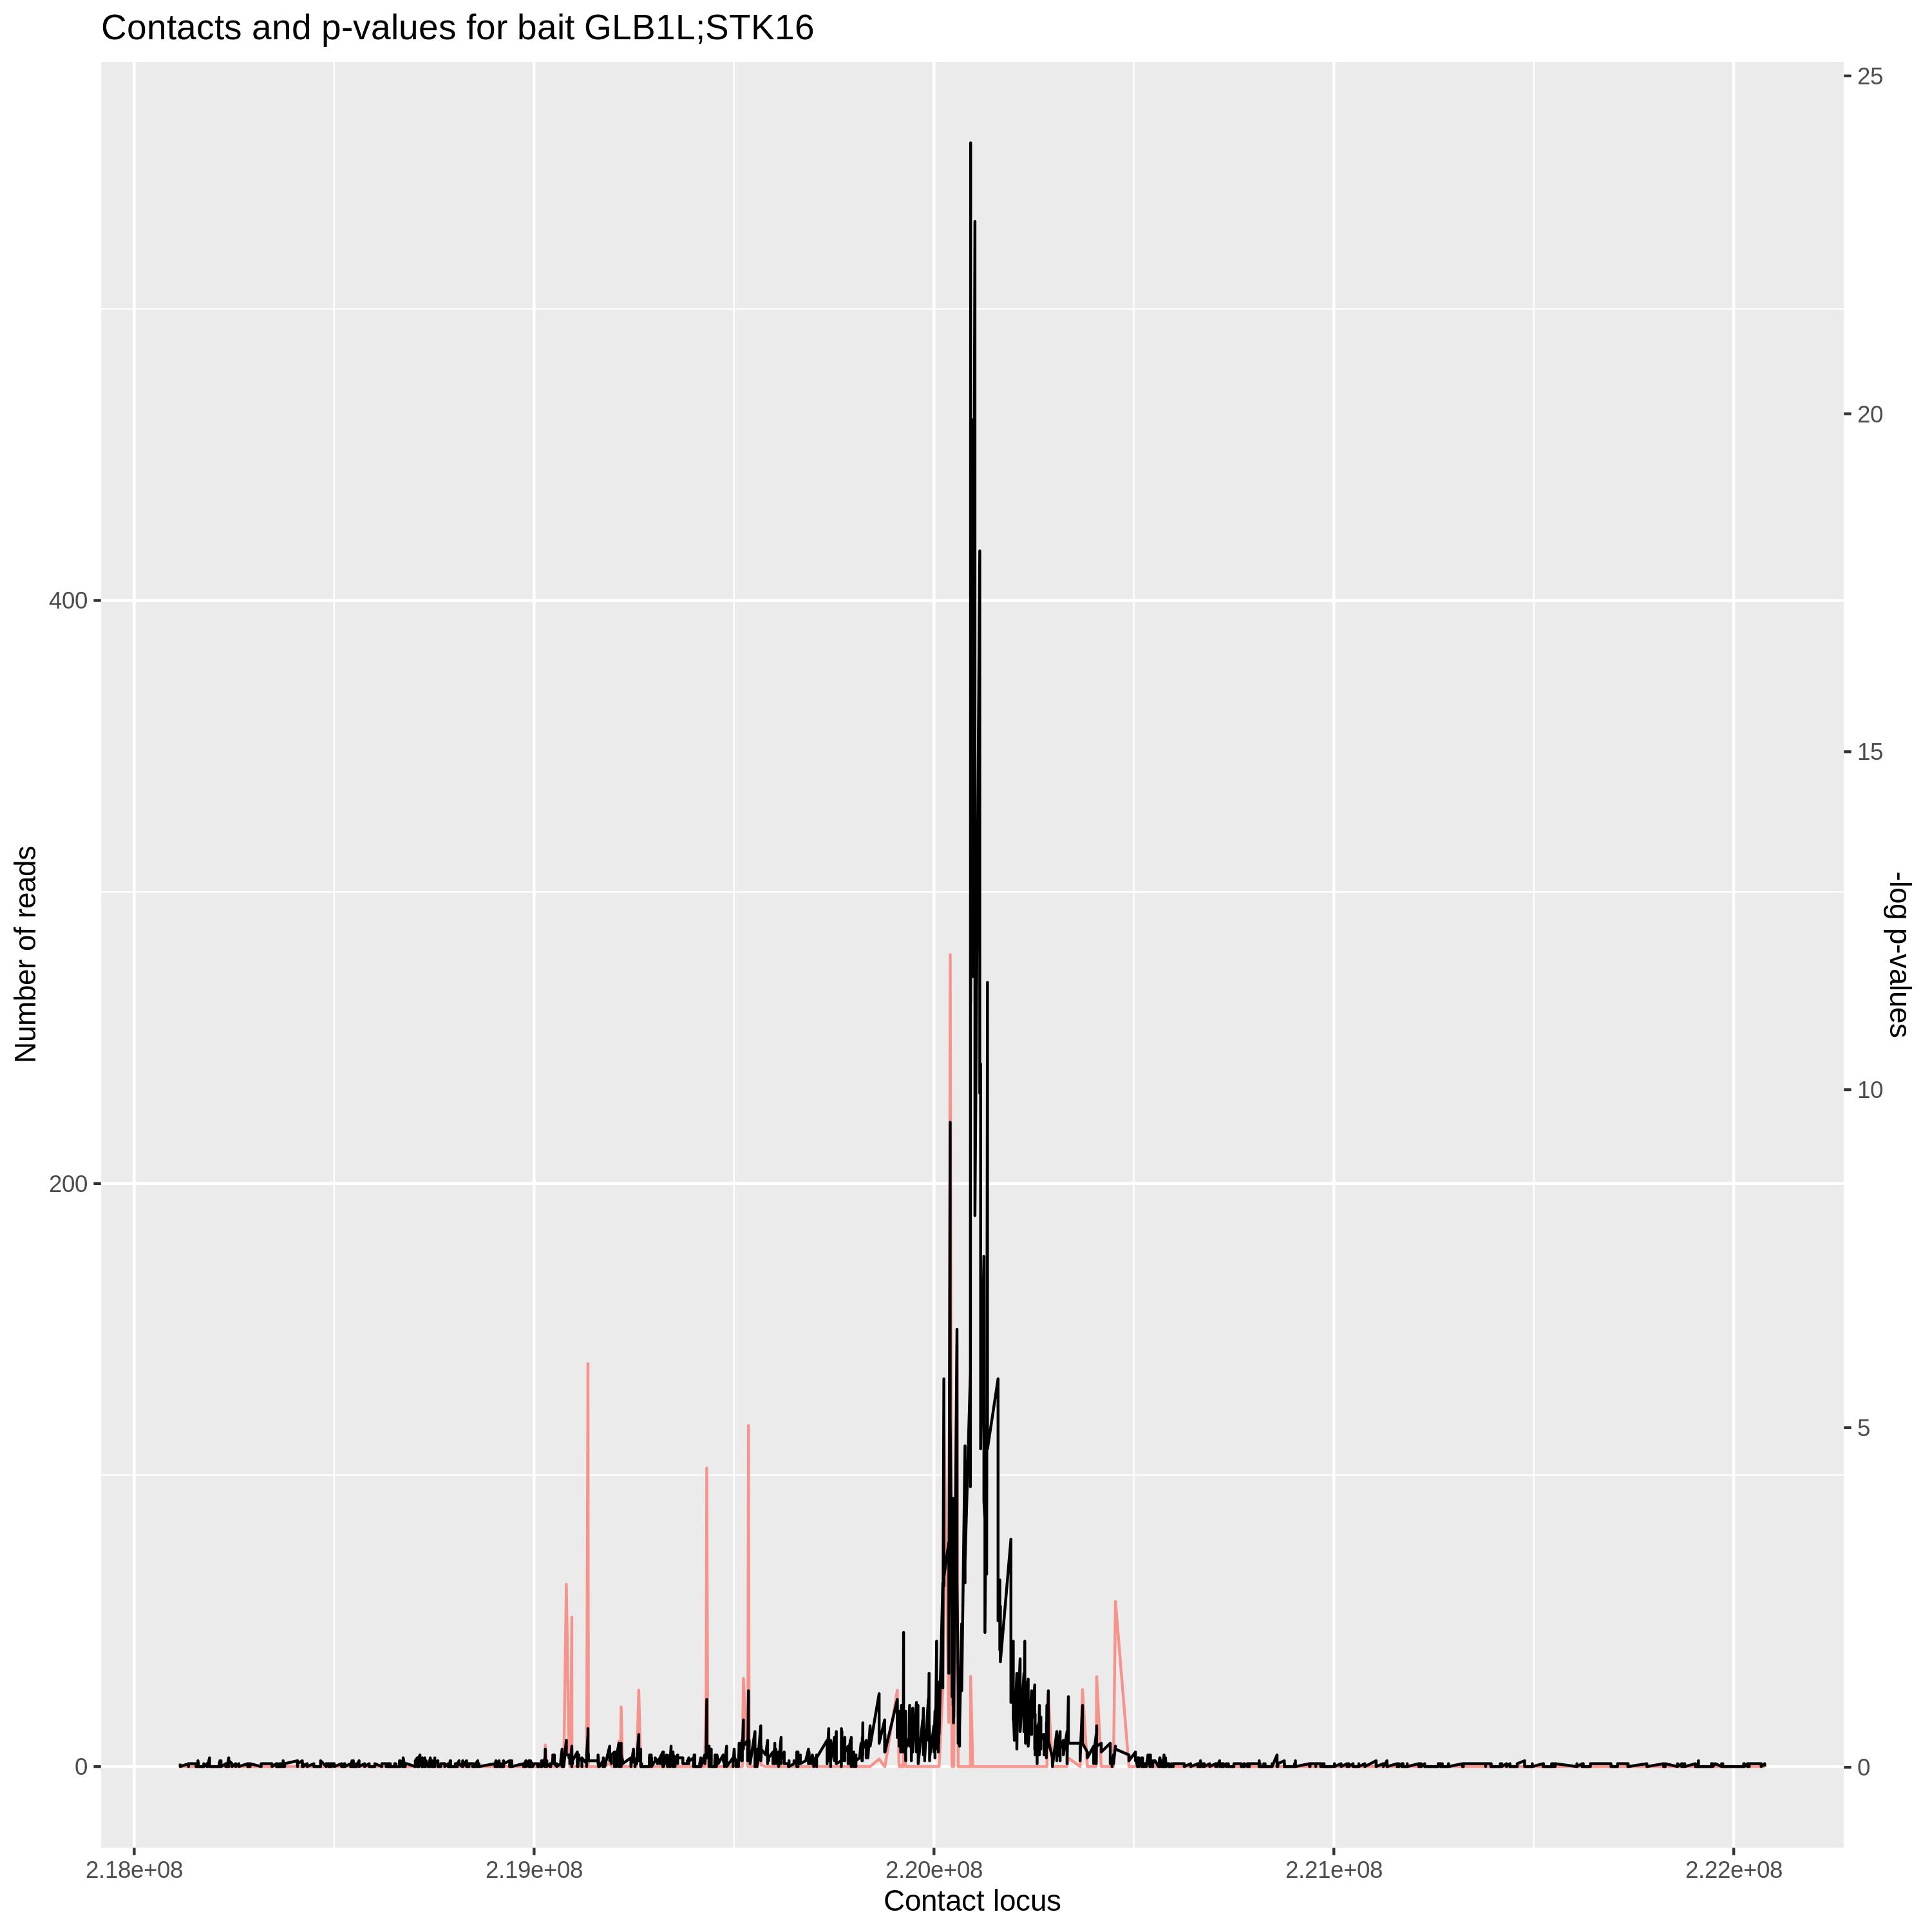 Contacts and p-values for bait GLB1L;STK16
25
20
400
15
Number of reads
-log p-values
10
200
5
0
0
2.18e+08
2.19e+08
2.20e+08
2.21e+08
2.22e+08
Contact locus